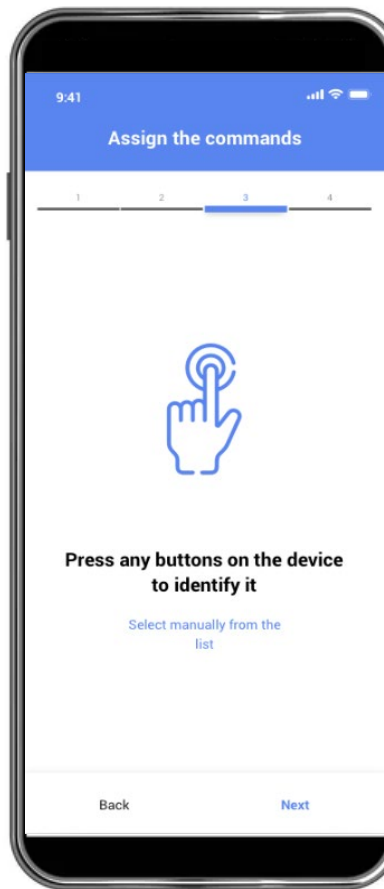 9:41
Assign the commands
1 2 3 4
Press any buttons on the device
to identify it
Select manually from the
list
Back Next